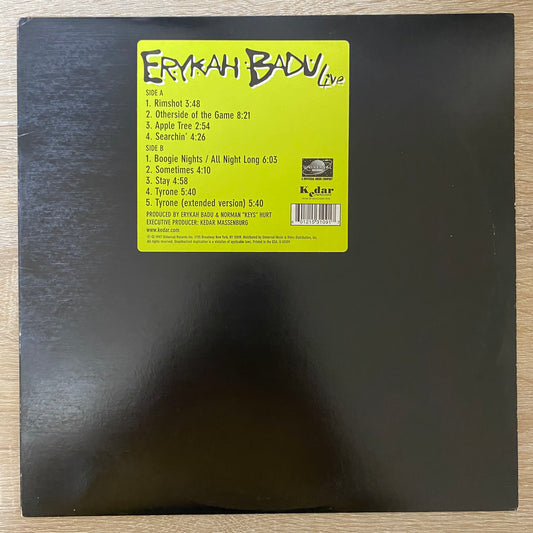 ERYKAH BADU Live
SIDE A
1. Rimshot 3:48
2. Otherside of the Game 8:21
3. Apple Tree 2:54
4. Searchin' 4:26
SIDE B
1. Boogie Nights / All Night Long 6:03
2. Sometimes 4:10
3. Stay 4:58
4. Tyrone 5:40
5. Tyrone (extended version) 5:40
PRODUCED BY ERYKAH BADU & NORMAN "KEYS" HURT
EXECUTIVE PRODUCER: KEDAR MASSENBURG
www.kedar.com
UNIVERSAL
Kedar